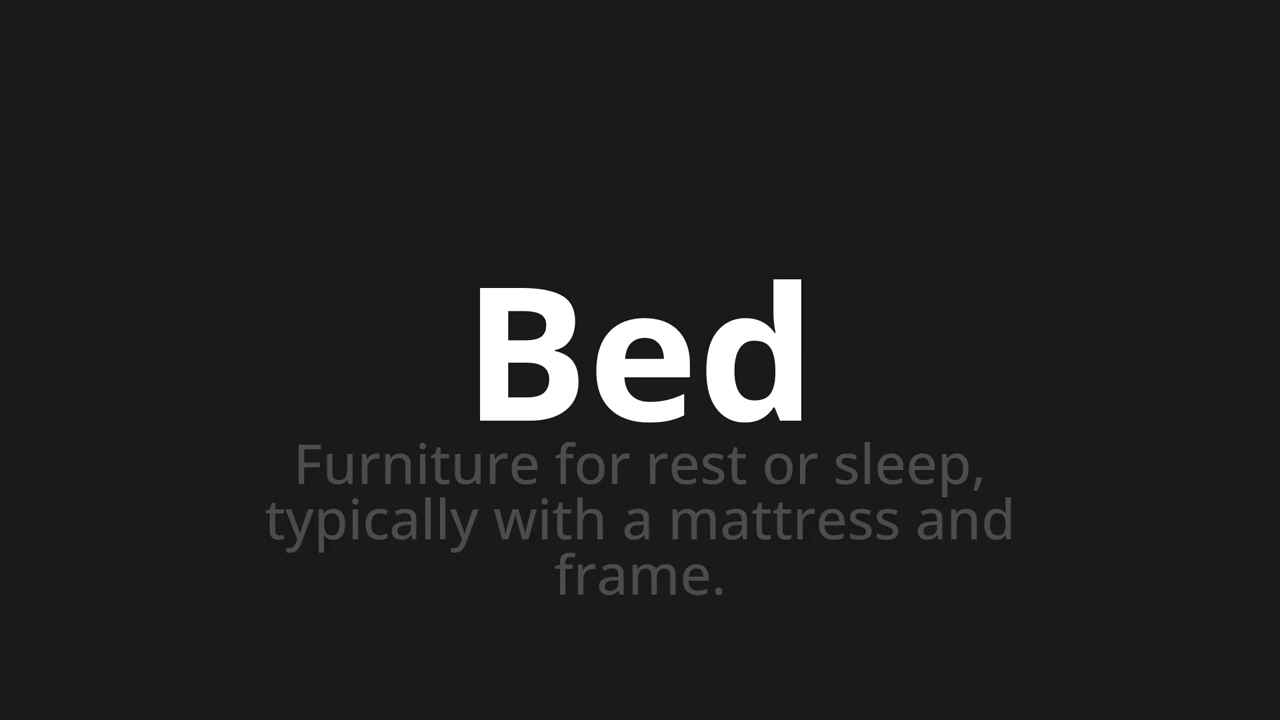 Bed
Furniture for rest or sleep,
typically with a mattress and
frame.